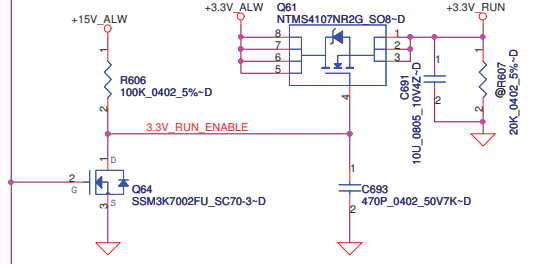 +3.3V_ALW
Q61
NTMS4107NR2G_SO8~D
+3.3V_RUN
+15V_ALW
8
7
6
5
1
2
3
4
R606
100K_0402_5%~D
1
2
C691
10U_0805_10V4Z~D
1
2
@R607
20K_0402_5%~D
1
2
3.3V_RUN_ENABLE
1
D
2
G
3
S
Q64
SSM3K7002FU_SC70-3~D
1
C693
470P_0402_50V7K~D
2